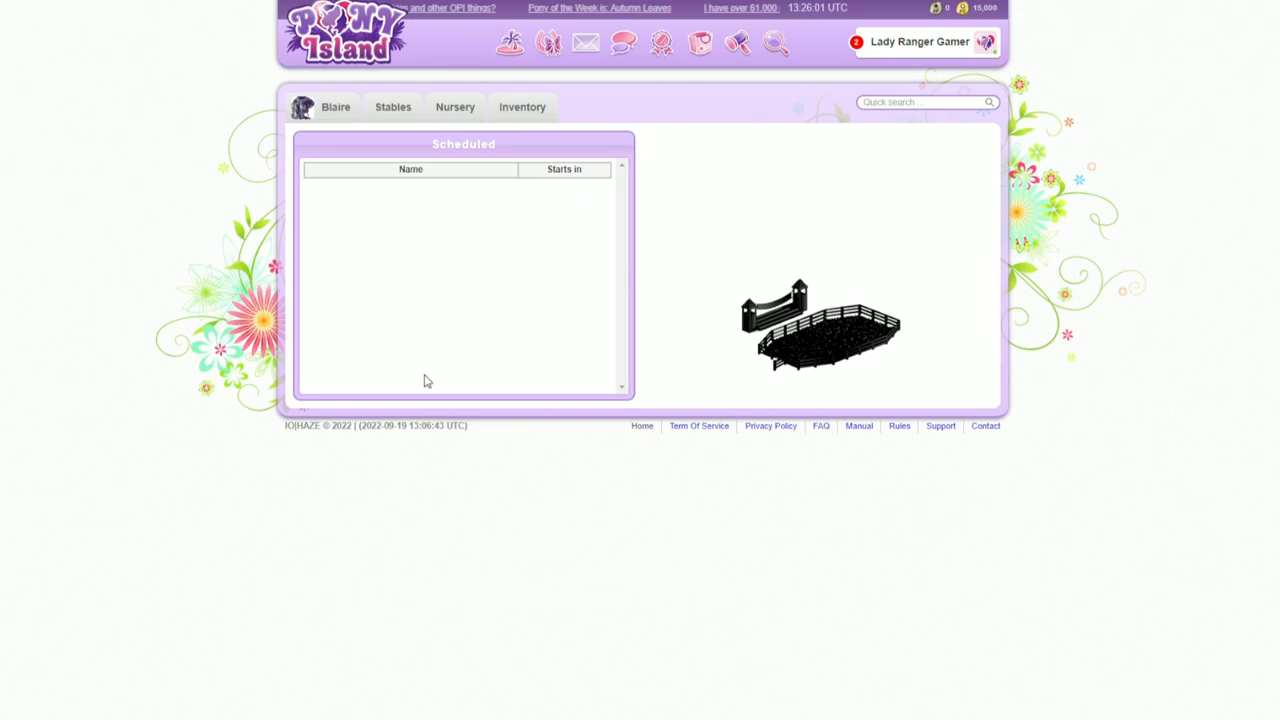 and other OPI things? Pony of the Week is: Autumn Leaves I have over 61,000 13:26:01 UTC 0 15,000
PONY
Island
2 Lady Ranger Gamer
Blaire Stables Nursery Inventory Quick search ...
Scheduled
Name Starts in
IO|HAZE © 2022 | (2022-09-19 13:06:43 UTC) Home Term Of Service Privacy Policy FAQ Manual Rules Support Contact